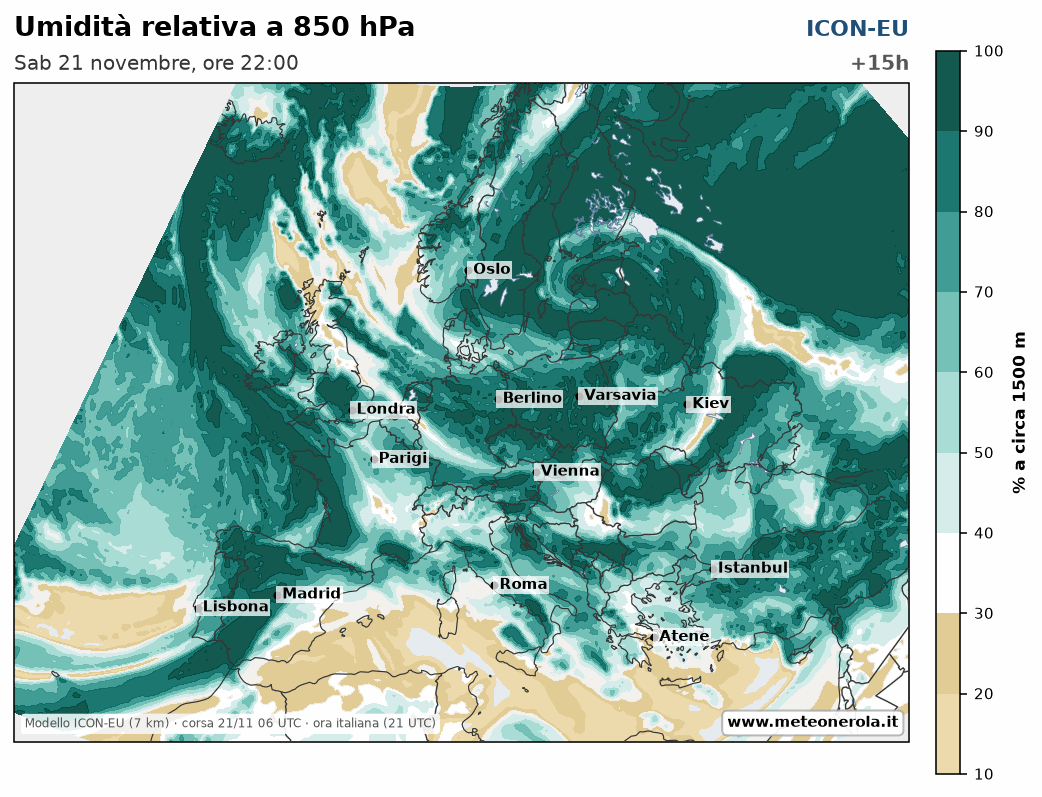 Umidità relativa a 850 hPa
ICON-EU
Sab 21 novembre, ore 22:00
+15h
100
90
80
70
60
50
40
30
20
10
% a circa 1500 m
Oslo
Berlino
Varsavia
Kiev
Londra
Parigi
Vienna
Istanbul
Roma
Madrid
Lisbona
Atene
Modello ICON-EU (7 km) · corsa 21/11 06 UTC · ora italiana (21 UTC)
www.meteonerola.it